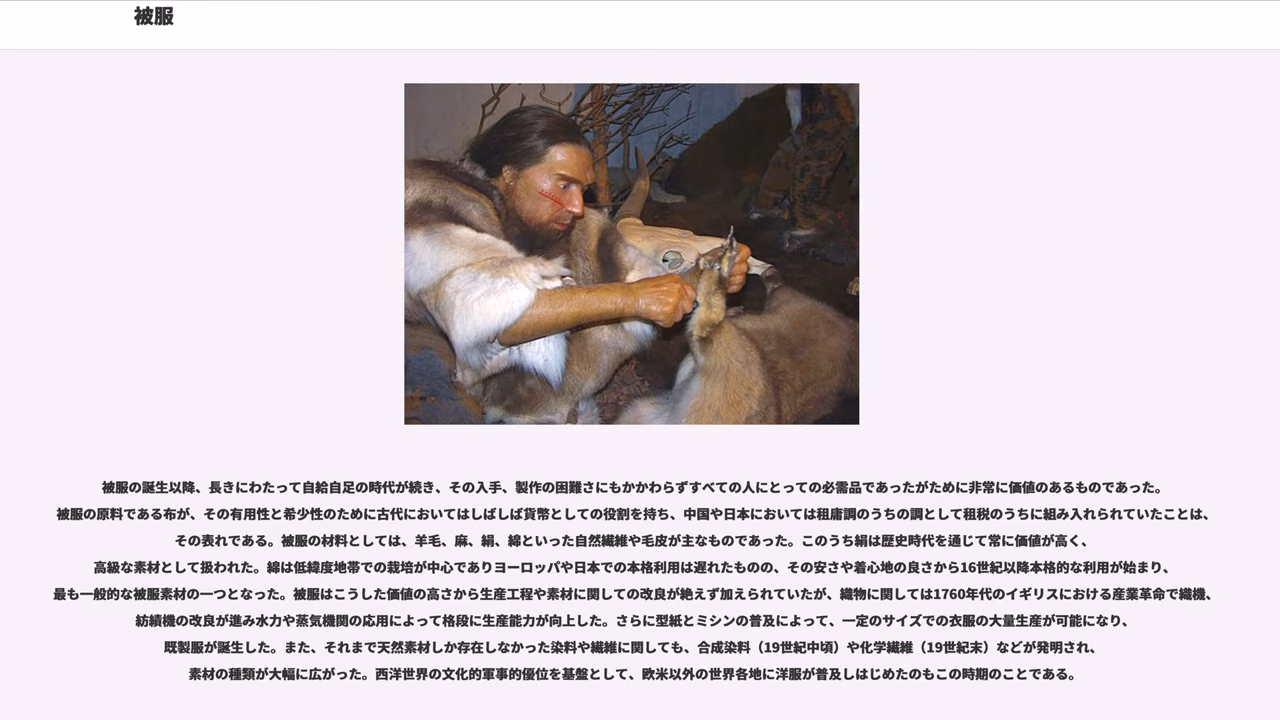 被服
被服の誕生以降、長きにわたって自給自足の時代が続き、その入手、製作の困難さにもかかわらずすべての人にとっての必需品であったがために非常に価値のあるものであった。
被服の原料である布が、その有用性と希少性のために古代においてはしばしば貨幣としての役割を持ち、中国や日本においては租庸調のうちの調として租税のうちに組み入れられていたことは、
その表れである。被服の材料としては、羊毛、麻、絹、綿といった自然繊維や毛皮が主なものであった。このうち絹は歴史時代を通じて常に価値が高く、
高級な素材として扱われた。綿は低緯度地帯での栽培が中心でありヨーロッパや日本での本格利用は遅れたものの、その安さや着心地の良さから16世紀以降本格的な利用が始まり、
最も一般的な被服素材の一つとなった。被服はこうした価値の高さから生産工程や素材に関しての改良が絶えず加えられていたが、織物に関しては1760年代のイギリスにおける産業革命で織機、
紡績機の改良が進み水力や蒸気機関の応用によって格段に生産能力が向上した。さらに型紙とミシンの普及によって、一定のサイズでの衣服の大量生産が可能になり、
既製服が誕生した。また、それまで天然素材しか存在しなかった染料や繊維に関しても、合成染料（19世紀中頃）や化学繊維（19世紀末）などが発明され、
素材の種類が大幅に広がった。西洋世界の文化的軍事的優位を基盤として、欧米以外の世界各地に洋服が普及しはじめたのもこの時期のことである。